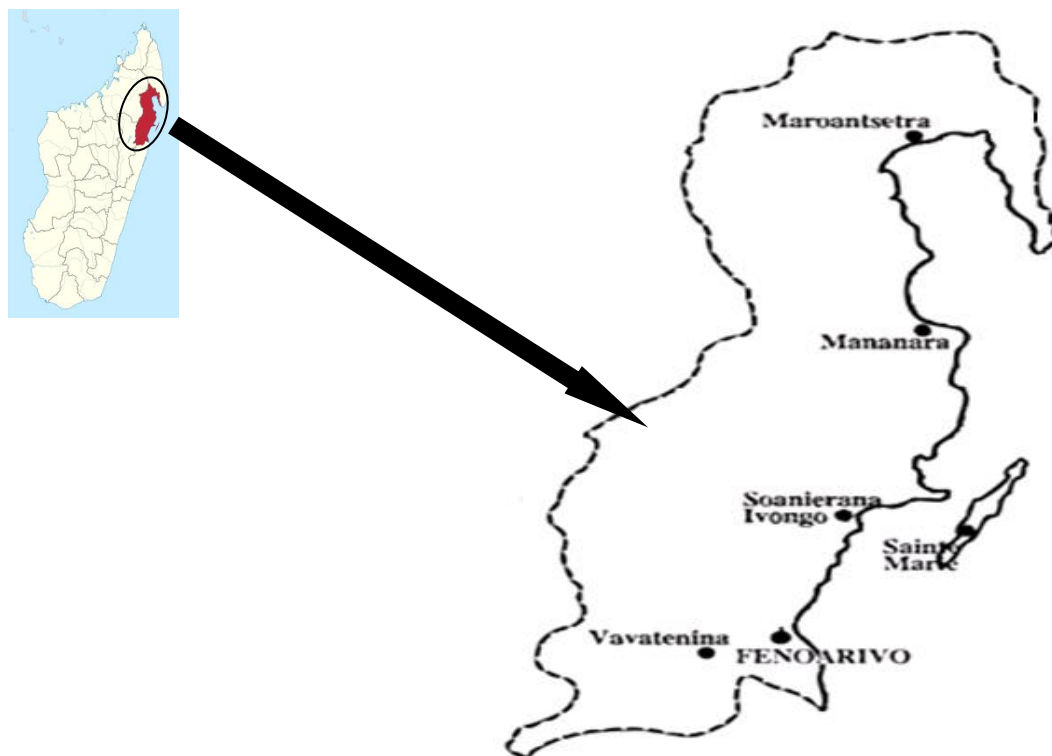 Maroantsetra
Mananara
Soanierana
Ivongo
Sainte
Marie
Vavatenina
FENOARIVO